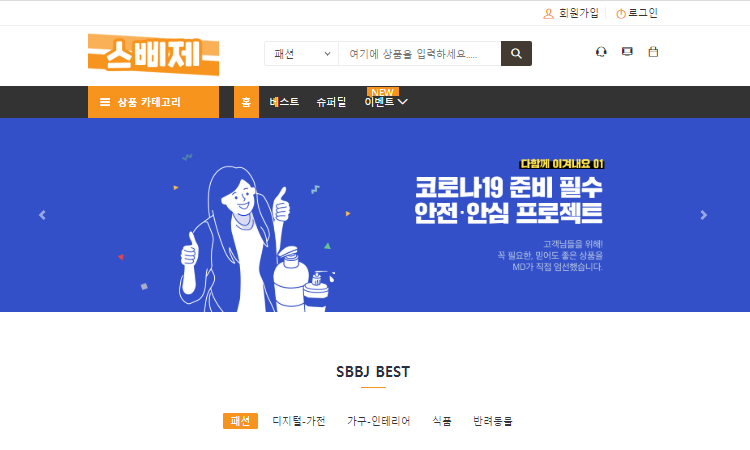 회원가입 로그인
스삐제
패션 여기에 상품을 입력하세요.....
NEW
상품 카테고리 홈 베스트 슈퍼딜 이벤트
다함께 이겨내요 01
코로나19 준비 필수
안전·안심 프로젝트
고객님들을 위해!
꼭 필요한, 믿어도 좋은 상품을
MD가 직접 엄선했습니다.
SBBJ BEST
패션 디지털-가전 가구-인테리어 식품 반려동물